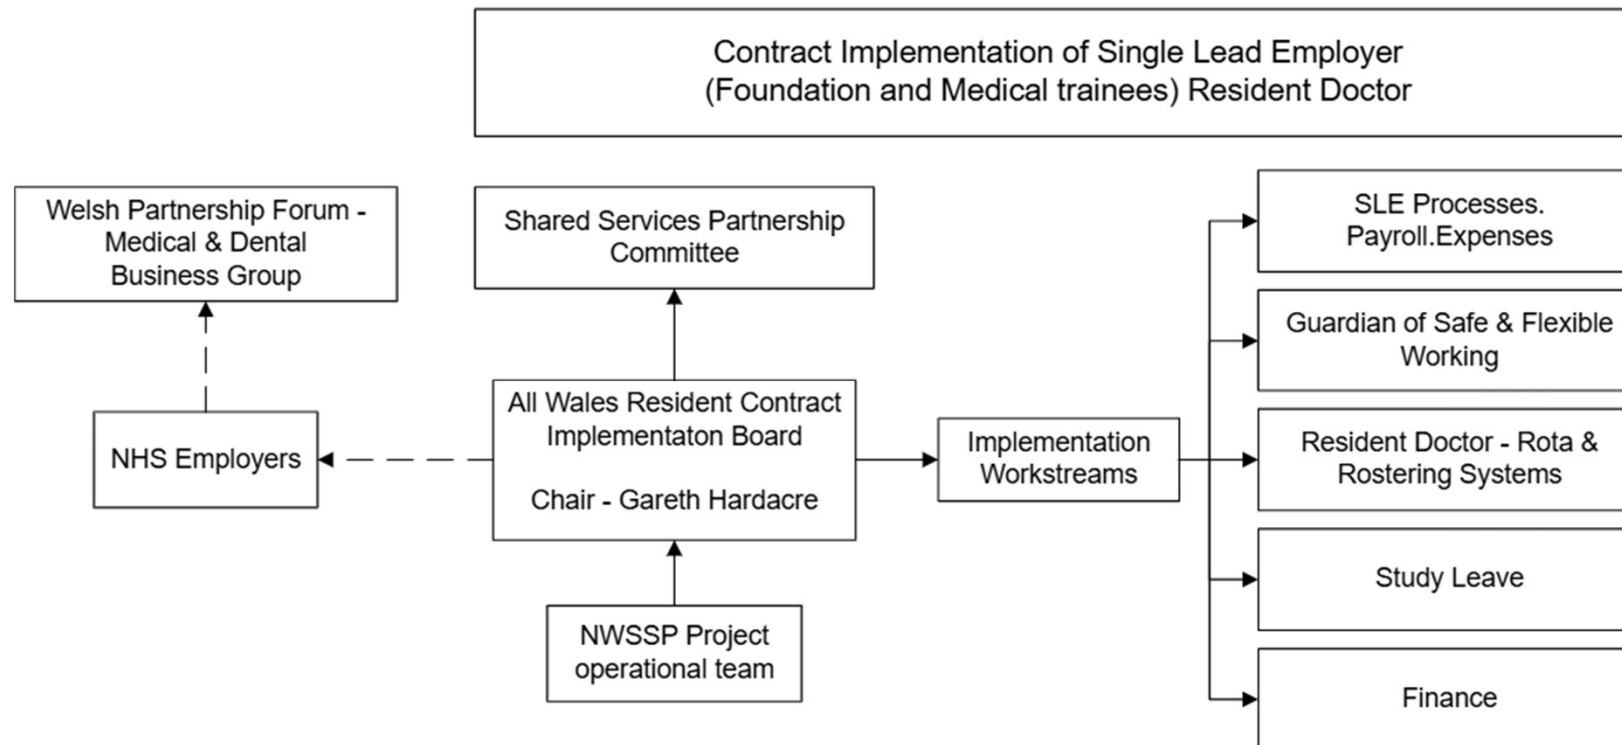 Contract Implementation of Single Lead Employer
(Foundation and Medical trainees) Resident Doctor
Welsh Partnership Forum -
Medical & Dental
Business Group
Shared Services Partnership
Committee
NHS Employers
All Wales Resident Contract
Implementaton Board
Chair - Gareth Hardacre
NWSSP Project
operational team
Implementation
Workstreams
SLE Processes.
Payroll.Expenses
Guardian of Safe & Flexible
Working
Resident Doctor - Rota &
Rostering Systems
Study Leave
Finance